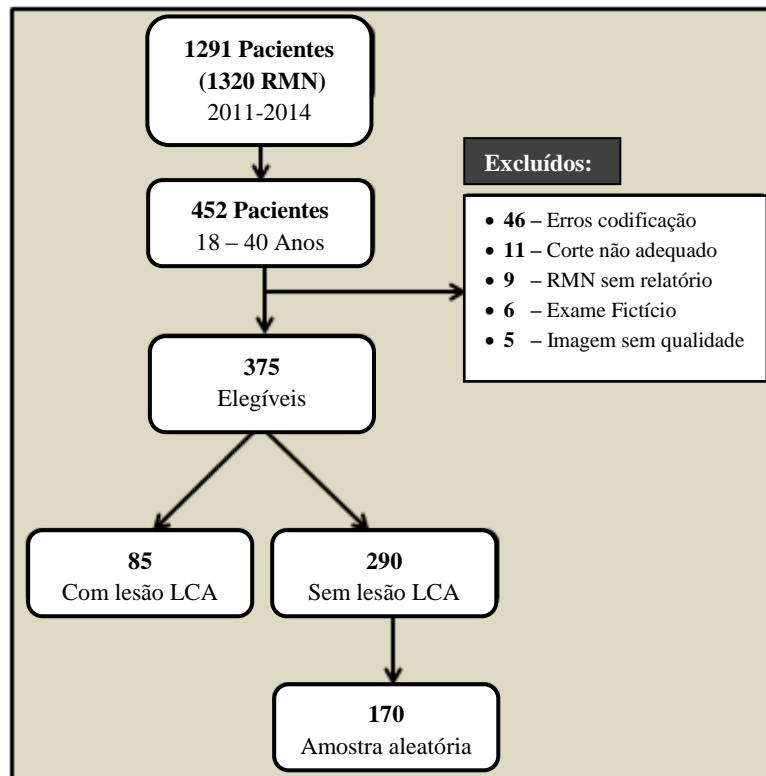 1291 Pacientes
(1320 RMN)
2011-2014
452 Pacientes
18 – 40 Anos
Excluídos:
• 46 – Erros codificação
• 11 – Corte não adequado
• 9 – RMN sem relatório
• 6 – Exame Fictício
• 5 – Imagem sem qualidade
375
Elegíveis
85
Com lesão LCA
290
Sem lesão LCA
170
Amostra aleatória